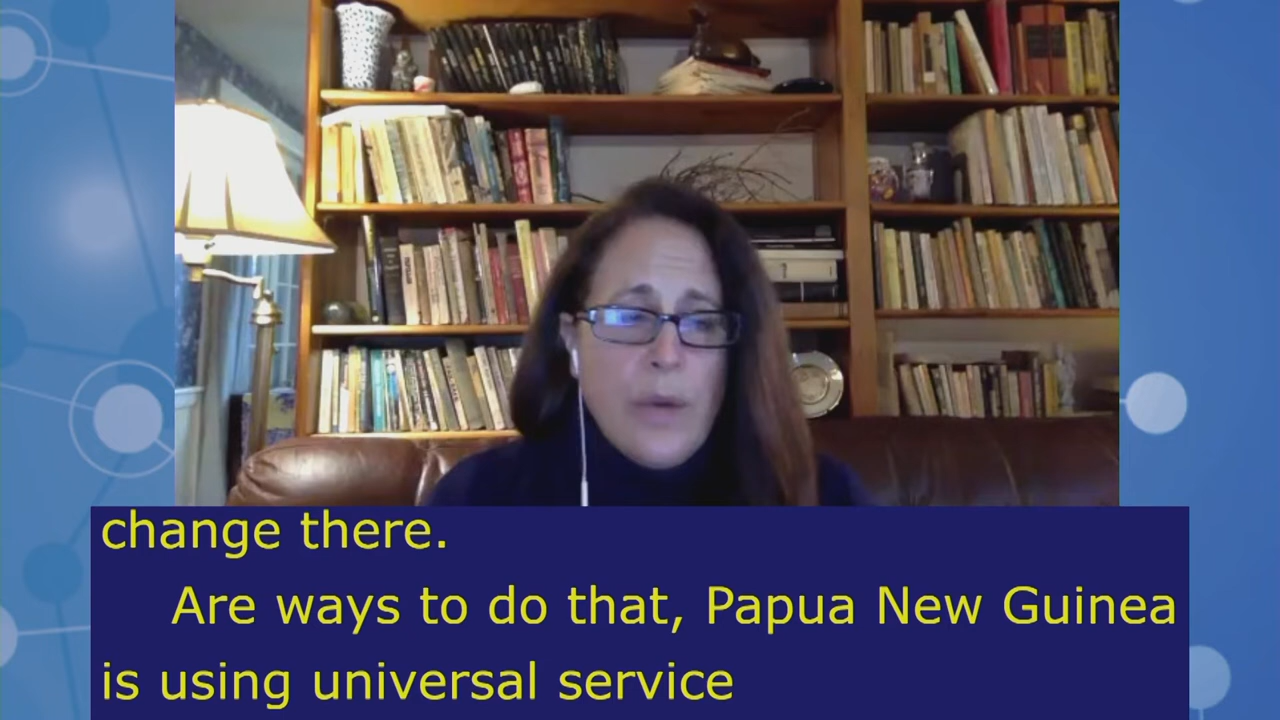 change there.
Are ways to do that, Papua New Guinea
is using universal service